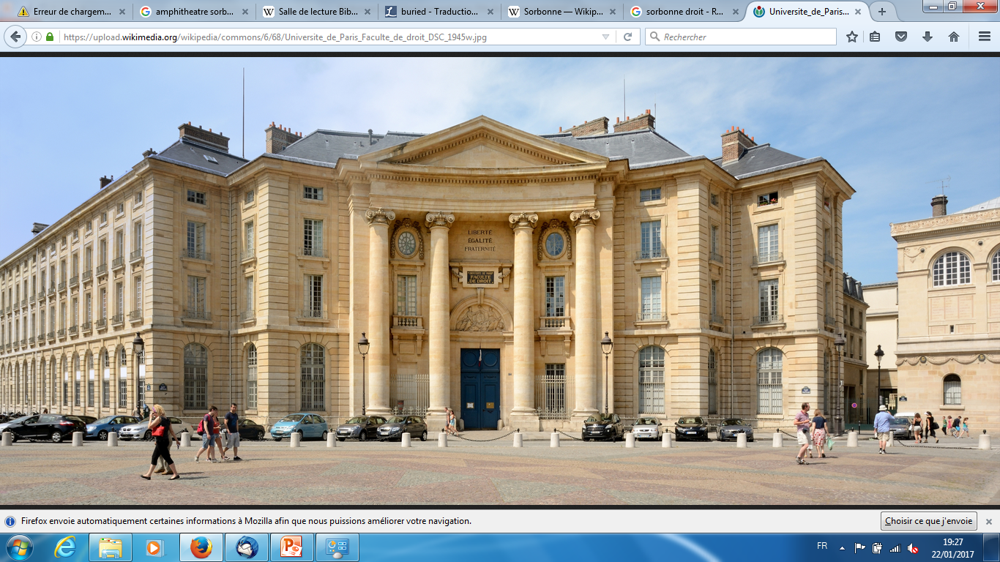 Erreur de chargem...
amphitheatre sorb...
Salle de lecture Bib...
buried - Traductio...
Sorbonne — Wikip...
sorbonne droit - R...
Universite_de_Paris...
https://upload.wikimedia.org/wikipedia/commons/6/68/Universite_de_Paris_Faculte_de_droit_DSC_1945w.jpg
Rechercher
LIBERTÉ
ÉGALITÉ
FRATERNITÉ
FACULTÉ
DE DROIT
Firefox envoie automatiquement certaines informations à Mozilla afin que nous puissions améliorer votre navigation.
Choisir ce que j'envoie
FR
19:27
22/01/2017